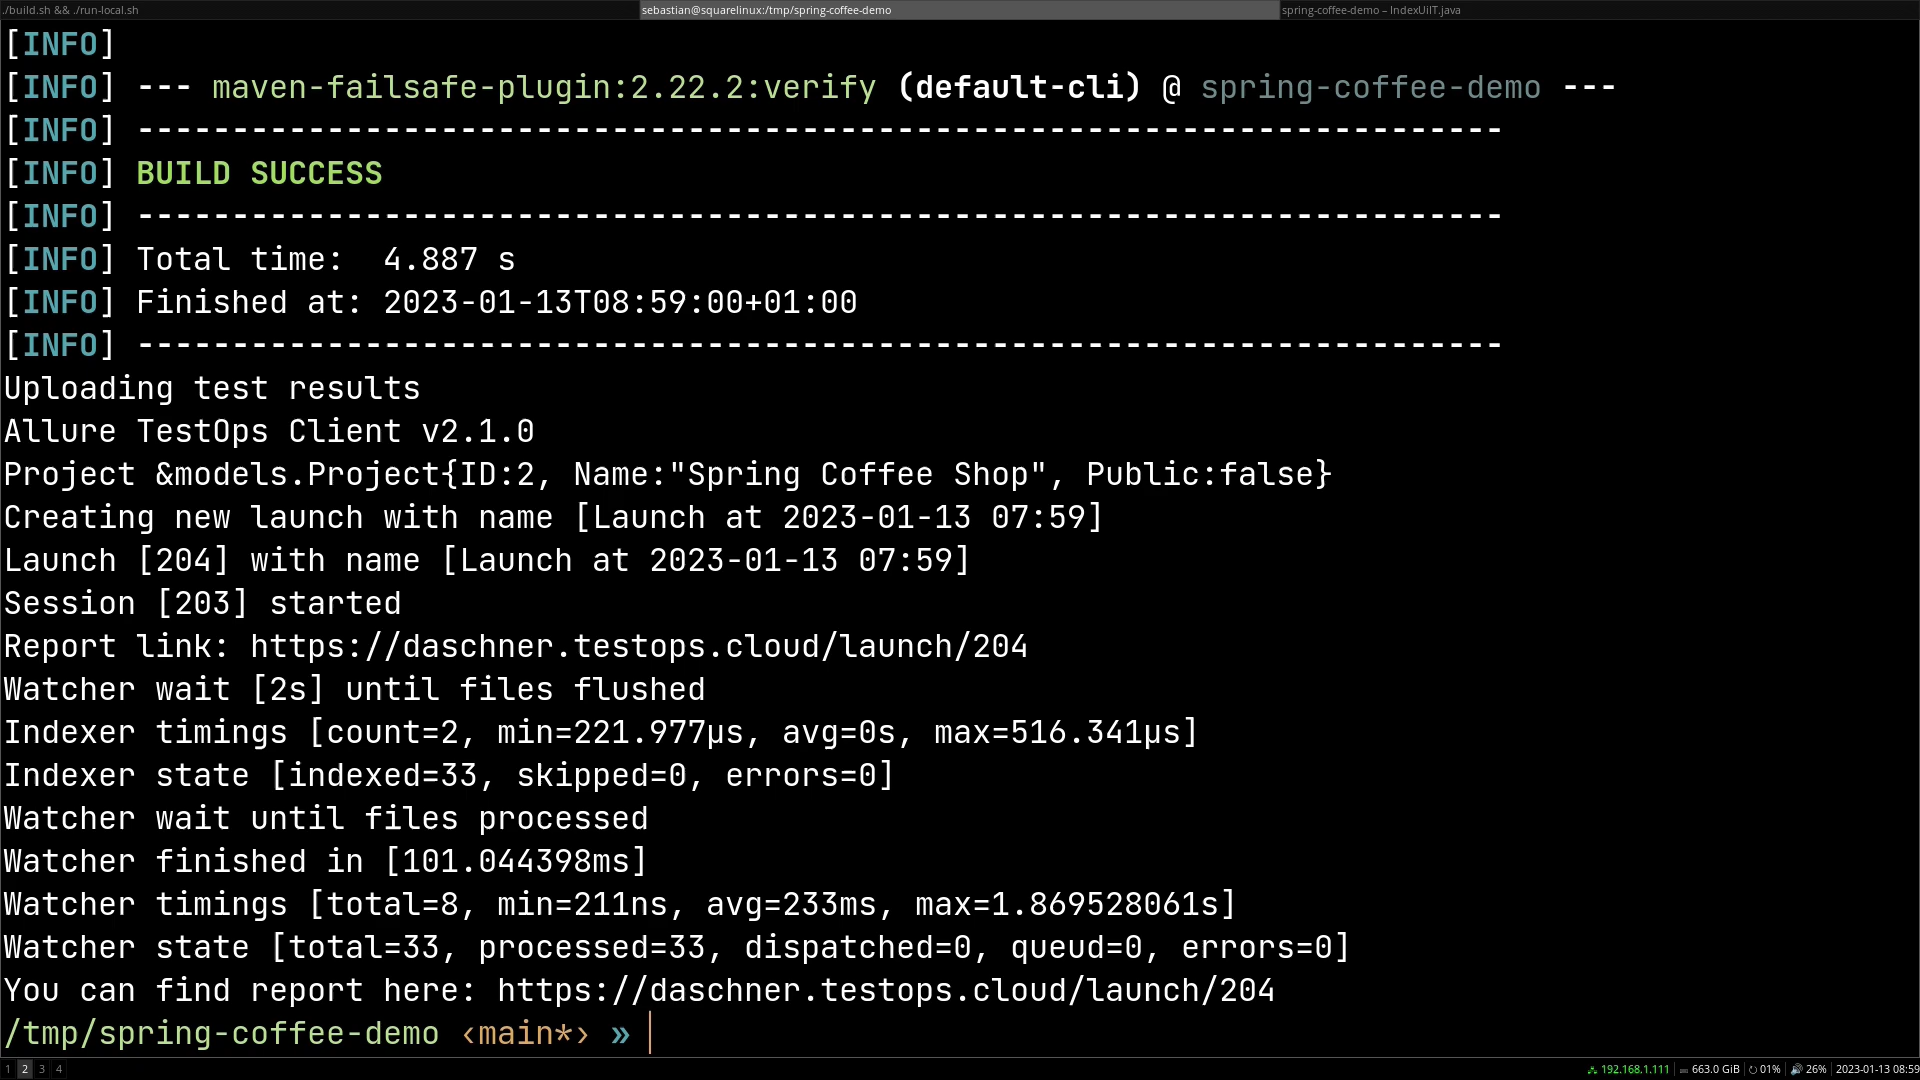 ./build.sh && ./run-local.sh
sebastian@squarelinux:/tmp/spring-coffee-demo
spring-coffee-demo – IndexUiIT.java
[INFO]
[INFO] --- maven-failsafe-plugin:2.22.2:verify (default-cli) @ spring-coffee-demo ---
[INFO] ------------------------------------------------------------------------
[INFO] BUILD SUCCESS
[INFO] ------------------------------------------------------------------------
[INFO] Total time:  4.887 s
[INFO] Finished at: 2023-01-13T08:59:00+01:00
[INFO] ------------------------------------------------------------------------
Uploading test results
Allure TestOps Client v2.1.0
Project &models.Project{ID:2, Name:"Spring Coffee Shop", Public:false}
Creating new launch with name [Launch at 2023-01-13 07:59]
Launch [204] with name [Launch at 2023-01-13 07:59]
Session [203] started
Report link: https://daschner.testops.cloud/launch/204
Watcher wait [2s] until files flushed
Indexer timings [count=2, min=221.977µs, avg=0s, max=516.341µs]
Indexer state [indexed=33, skipped=0, errors=0]
Watcher wait until files processed
Watcher finished in [101.044398ms]
Watcher timings [total=8, min=211ns, avg=233ms, max=1.869528061s]
Watcher state [total=33, processed=33, dispatched=0, queud=0, errors=0]
You can find report here: https://daschner.testops.cloud/launch/204
/tmp/spring-coffee-demo ‹main*› »
1 2 3 4
192.168.1.111 663.0 GiB 01% 26% 2023-01-13 08:59